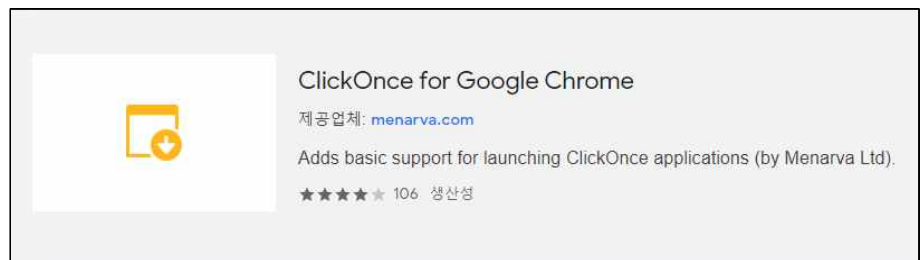 ClickOnce for Google Chrome
제공업체: menarva.com
Adds basic support for launching ClickOnce applications (by Menarva Ltd).
★★★★★ 106 생산성